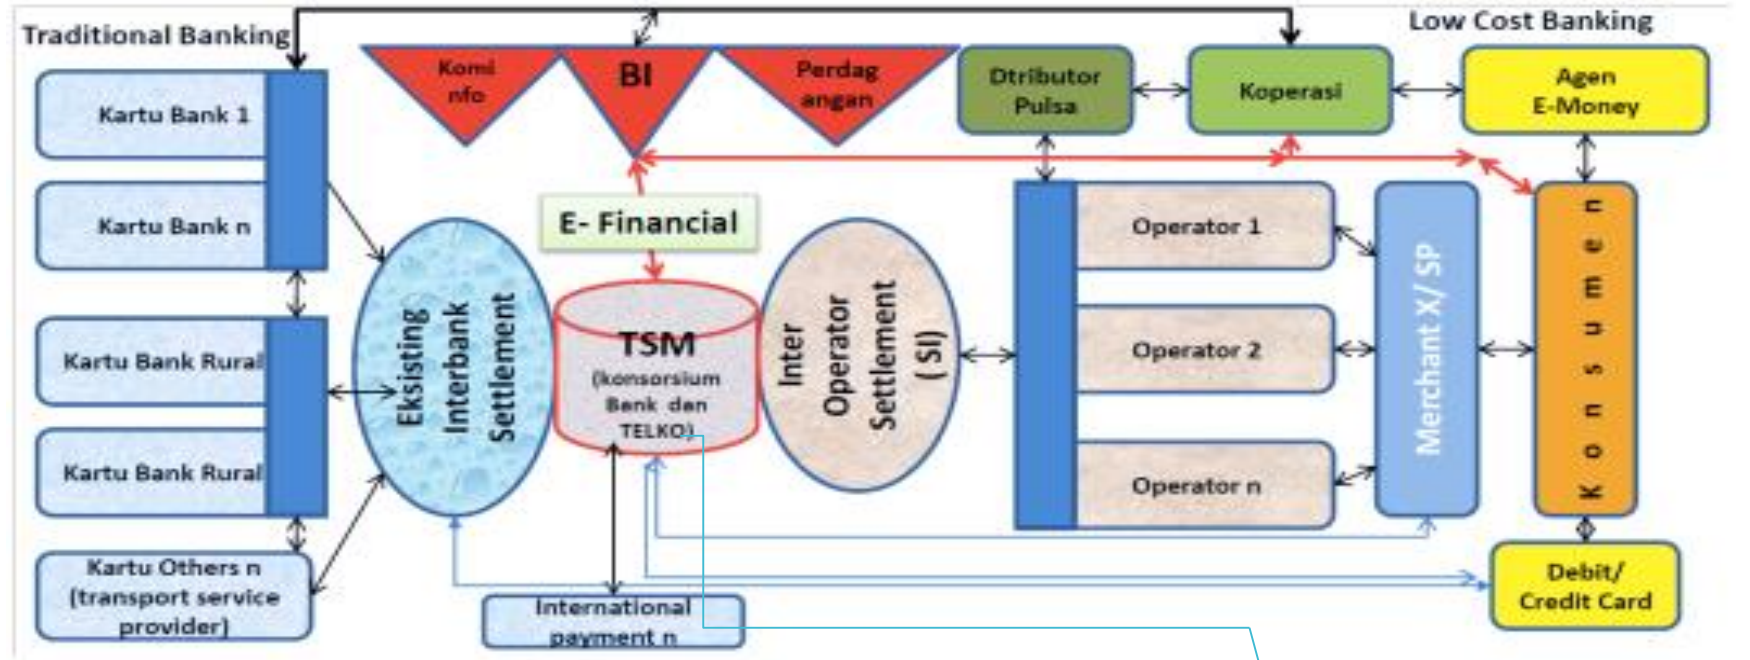 Traditional Banking
Low Cost Banking
Komi
nfo
BI
Perdag
angan
Dtributor
Pulsa
Koperasi
Agen
E-Money
Kartu Bank 1
Kartu Bank n
Kartu Bank Rural
Kartu Bank Rural
Kartu Others n
(transport service
provider)
Eksisting
Interbank
Settlement
E- Financial
TSM
(konsorsium
Bank dan
TELKO)
Inter
Operator
Settlement
( SI)
International
payment n
Operator 1
Operator 2
Operator n
Merchant X/ SP
Konsumen
Debit/
Credit Card